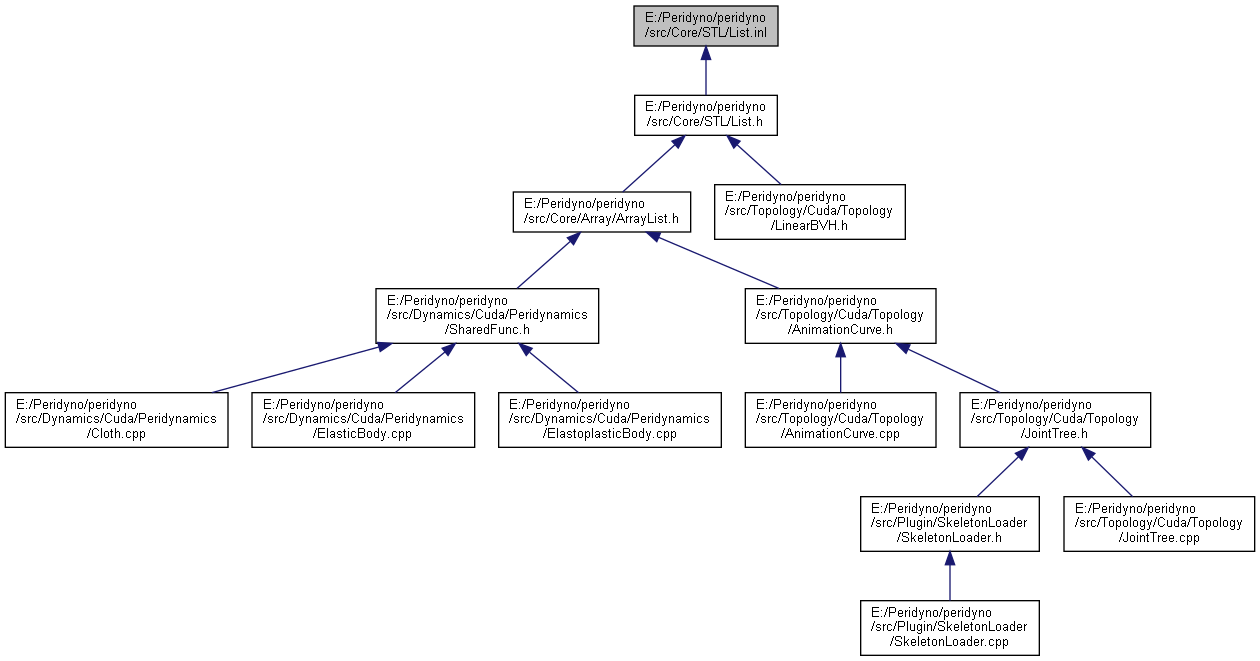 E:/Peridyno/peridyno
/src/Core/STL/List.inl
E:/Peridyno/peridyno
/src/Core/STL/List.h
E:/Peridyno/peridyno
/src/Core/Array/ArrayList.h
E:/Peridyno/peridyno
/src/Topology/Cuda/Topology
/LinearBVH.h
E:/Peridyno/peridyno
/src/Dynamics/Cuda/Peridynamics
/SharedFunc.h
E:/Peridyno/peridyno
/src/Topology/Cuda/Topology
/AnimationCurve.h
E:/Peridyno/peridyno
/src/Dynamics/Cuda/Peridynamics
/Cloth.cpp
E:/Peridyno/peridyno
/src/Dynamics/Cuda/Peridynamics
/ElasticBody.cpp
E:/Peridyno/peridyno
/src/Dynamics/Cuda/Peridynamics
/ElastoplasticBody.cpp
E:/Peridyno/peridyno
/src/Topology/Cuda/Topology
/AnimationCurve.cpp
E:/Peridyno/peridyno
/src/Topology/Cuda/Topology
/JointTree.h
E:/Peridyno/peridyno
/src/Plugin/SkeletonLoader
/SkeletonLoader.h
E:/Peridyno/peridyno
/src/Topology/Cuda/Topology
/JointTree.cpp
E:/Peridyno/peridyno
/src/Plugin/SkeletonLoader
/SkeletonLoader.cpp